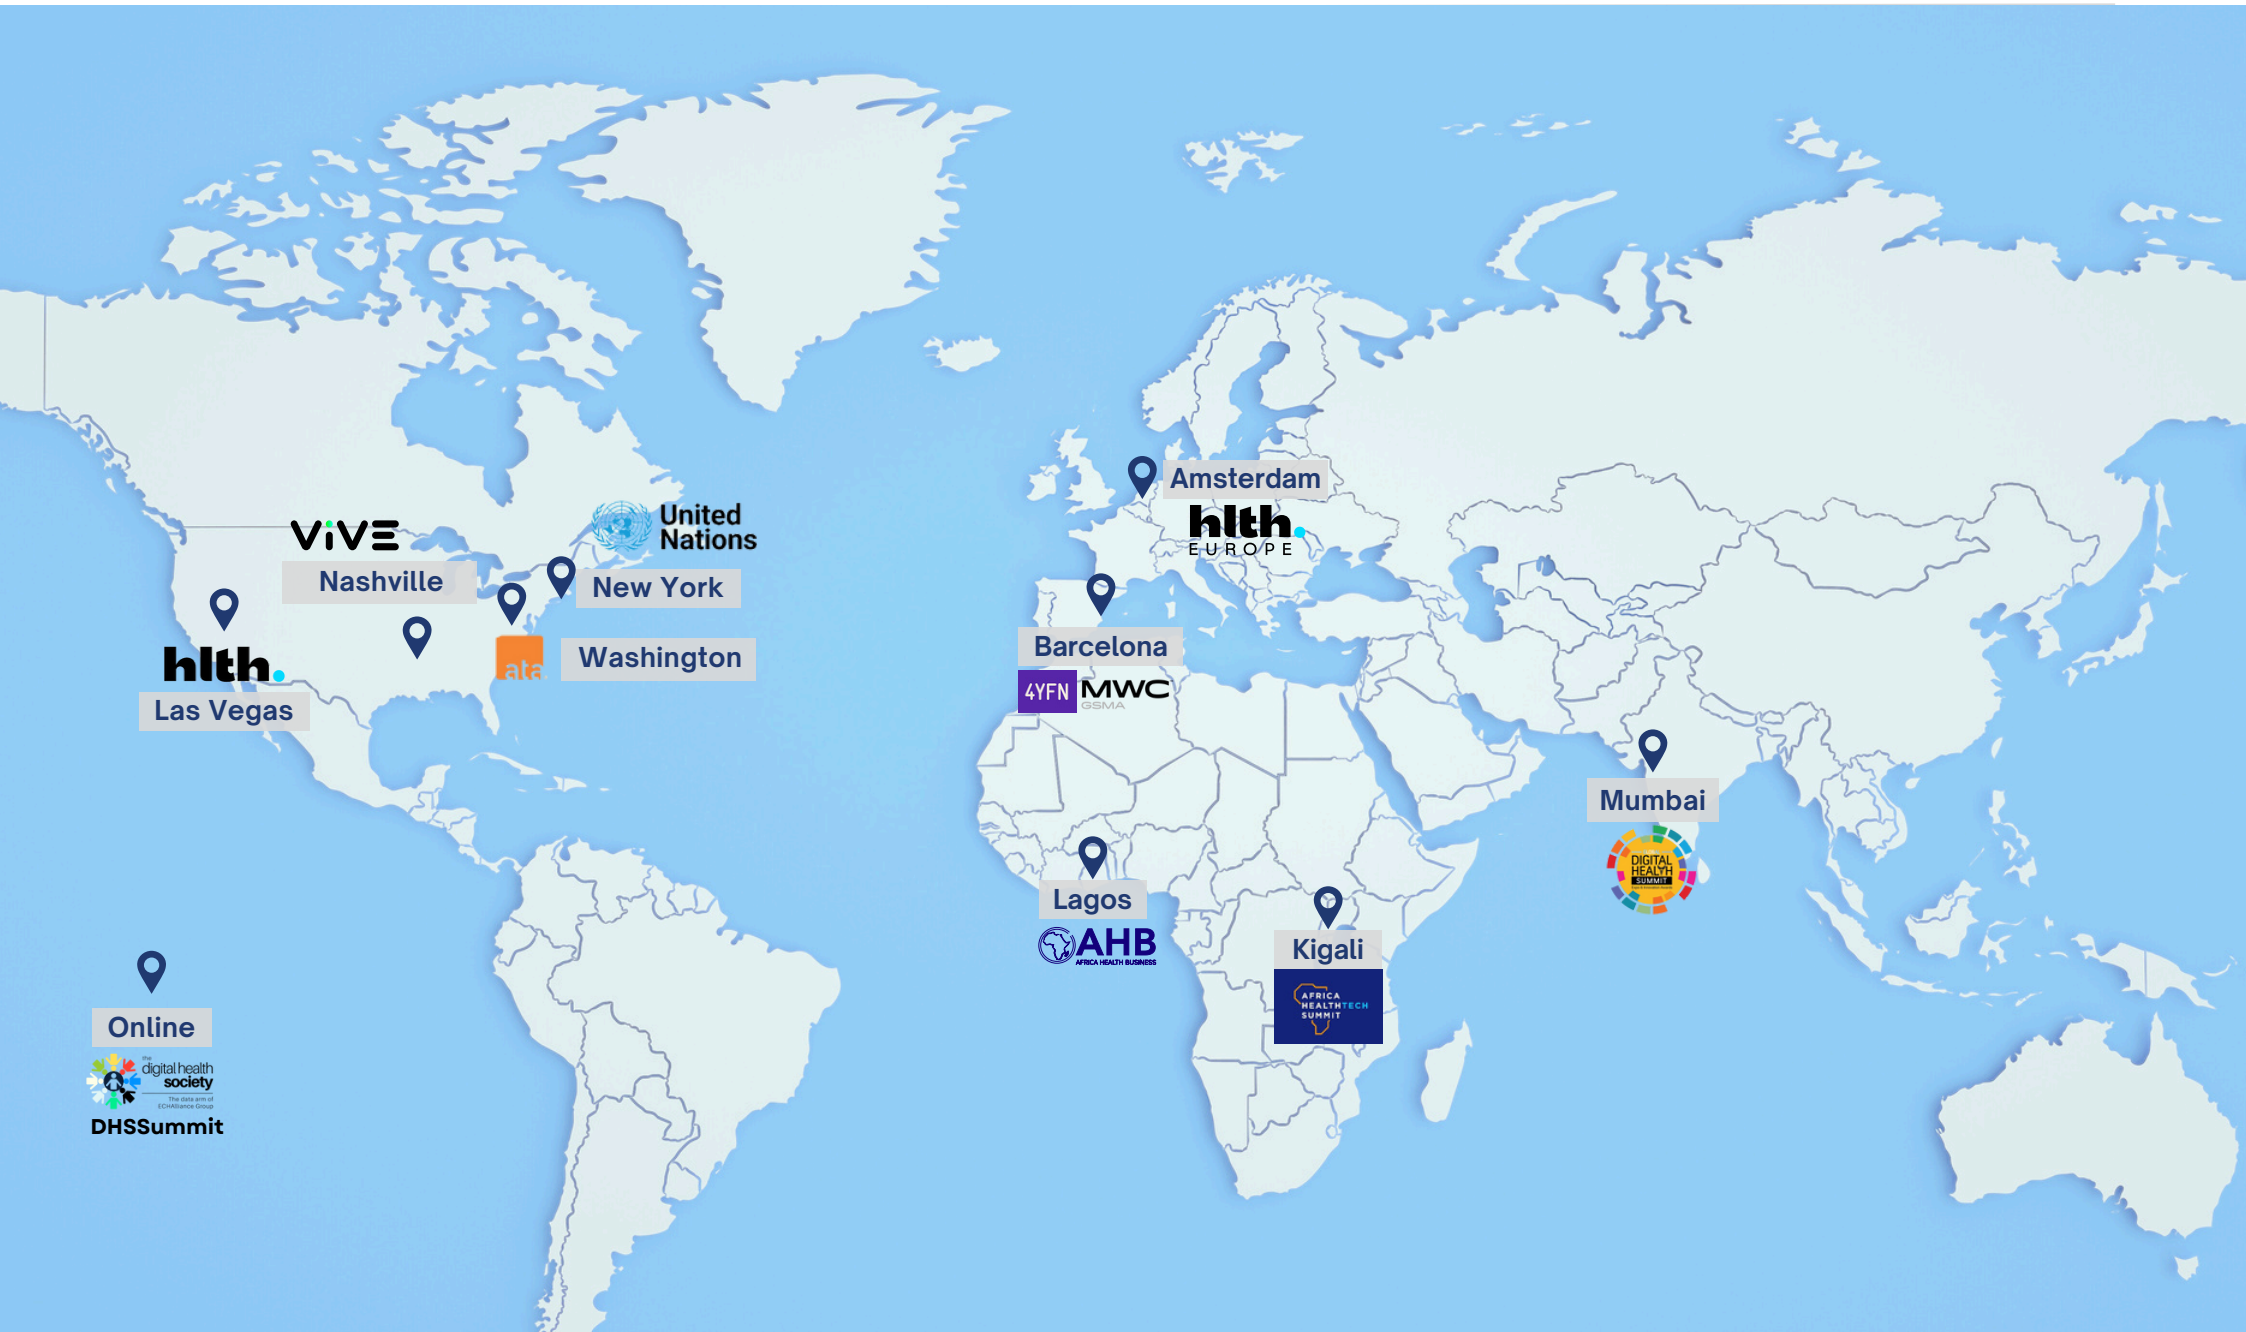 ViVE
Nashville
United
Nations
New York
hlth.
Las Vegas
ata
Washington
Amsterdam
hlth.
EUROPE
Barcelona
4YFN
MWC
GSMA
Lagos
AHB
AFRICA HEALTH BUSINESS
Kigali
AFRICA
HEALTHTECH
SUMMIT
Mumbai
DIGITAL
HEALTH
SUMMIT
Online
the
digital health
society
The data arm of
ECHAlliance Group
DHSSummit